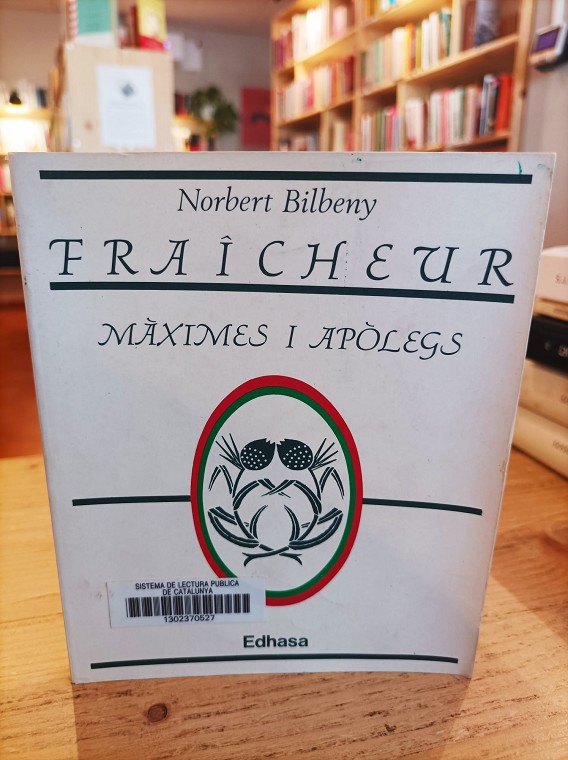 Norbert Bilbeny
FRAÎCHEUR
MÀXIMES I APÒLEGS
SISTEMA DE LECTURA PUBLICA
DE CATALUNYA
1302370527
Edhasa